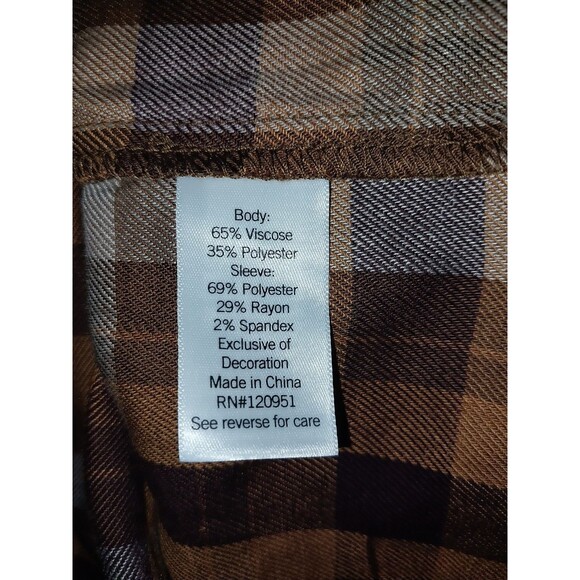 Body:
65% Viscose
35% Polyester
Sleeve:
69% Polyester
29% Rayon
2% Spandex
Exclusive of
Decoration
Made in China
RN#120951
See reverse for care